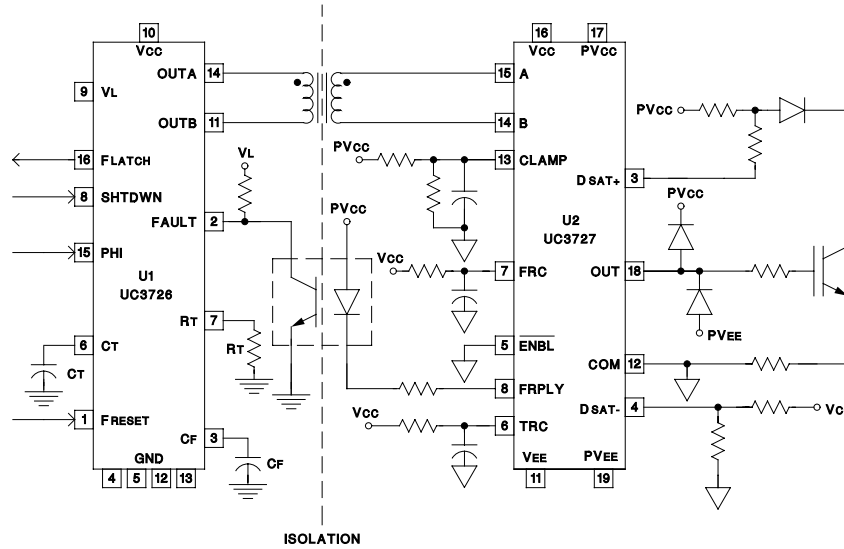 10
VCC
OUTA 14
9 VL
OUTB 11
16 FLATCH
8 SHTDWN
FAULT 2
15 PHI
U1
UC3726
RT 7
RT
6 CT
CT
1 FRESET
CF 3
CF
GND
4 5 12 13
ISOLATION
VL
PVCC
PVCC
VCC
VCC
16 17
VCC PVCC
15 A
14 B
13 CLAMP
DSAT+ 3
U2
UC3727
7 FRC
OUT 18
5 ENBL
COM 12
8 FRPLY
DSAT- 4
6 TRC
VEE PVEE
11 19
PVCC
PVCC
PVEE
VC